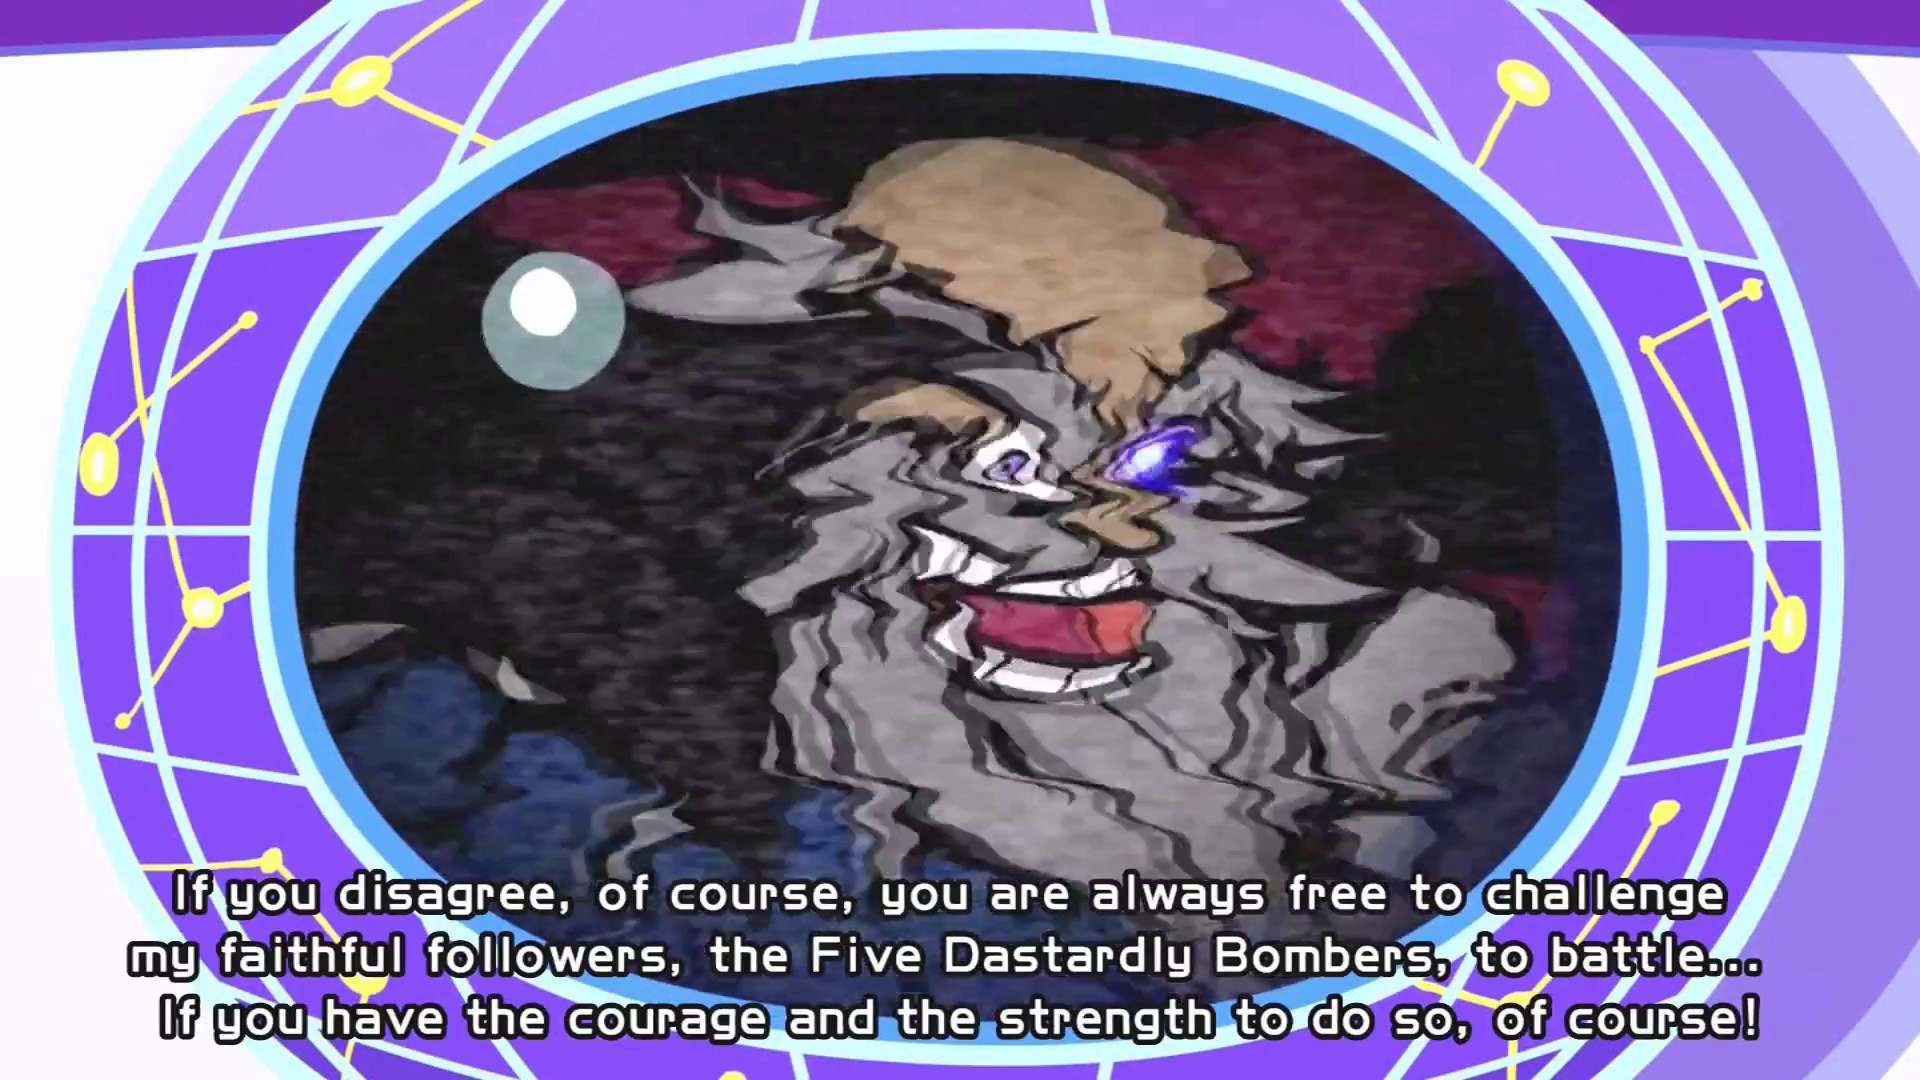 If you disagree, of course, you are always free to challenge
my faithful followers, the Five Dastardly Bombers, to battle...
If you have the courage and the strength to do so, of course!